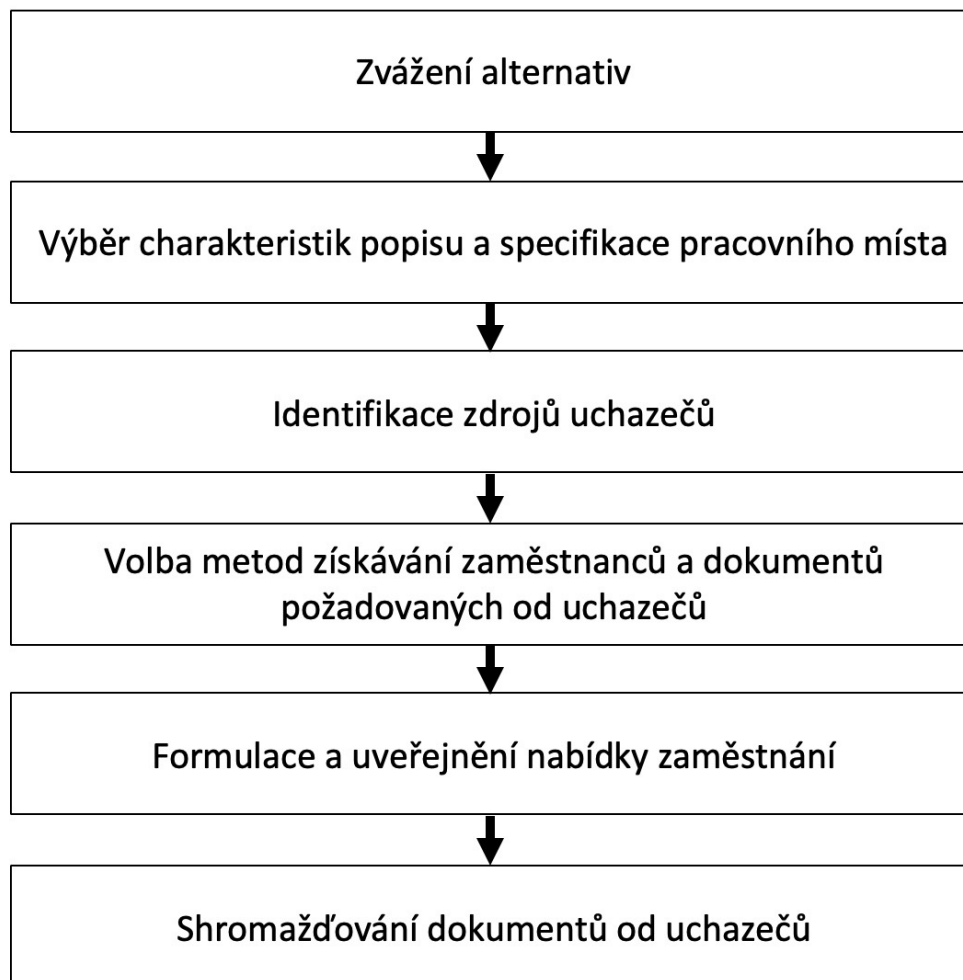 Zvážení alternativ
Výběr charakteristik popisu a specifikace pracovního místa
Identifikace zdrojů uchazečů
Volba metod získávání zaměstnanců a dokumentů
požadovaných od uchazečů
Formulace a uveřejnění nabídky zaměstnání
Shromažďování dokumentů od uchazečů